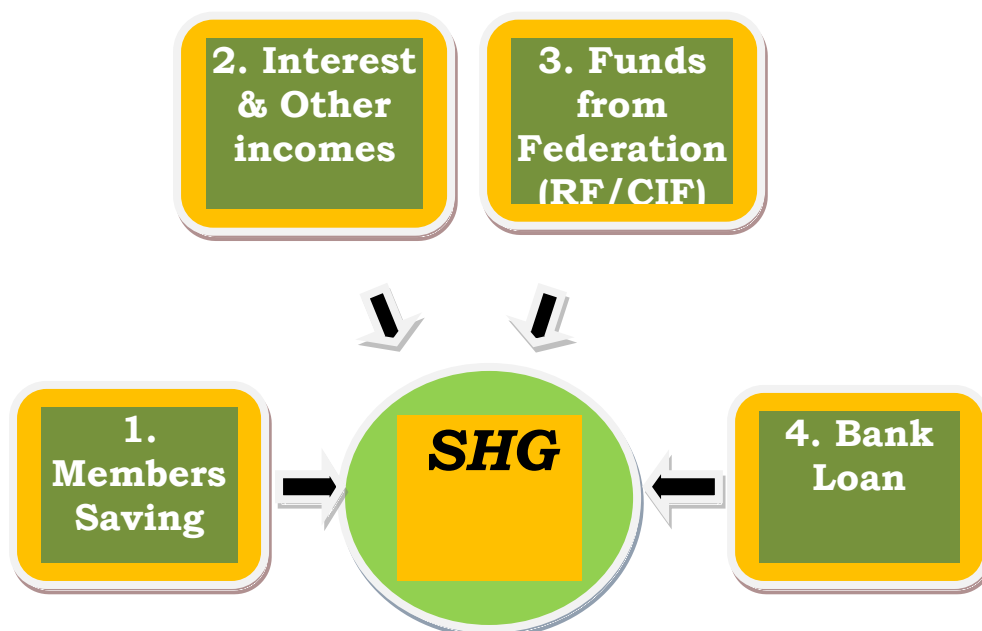 2. Interest
& Other
incomes
3. Funds
from
Federation
(RF/CIF)
1.
Members
Saving
SHG
4. Bank
Loan